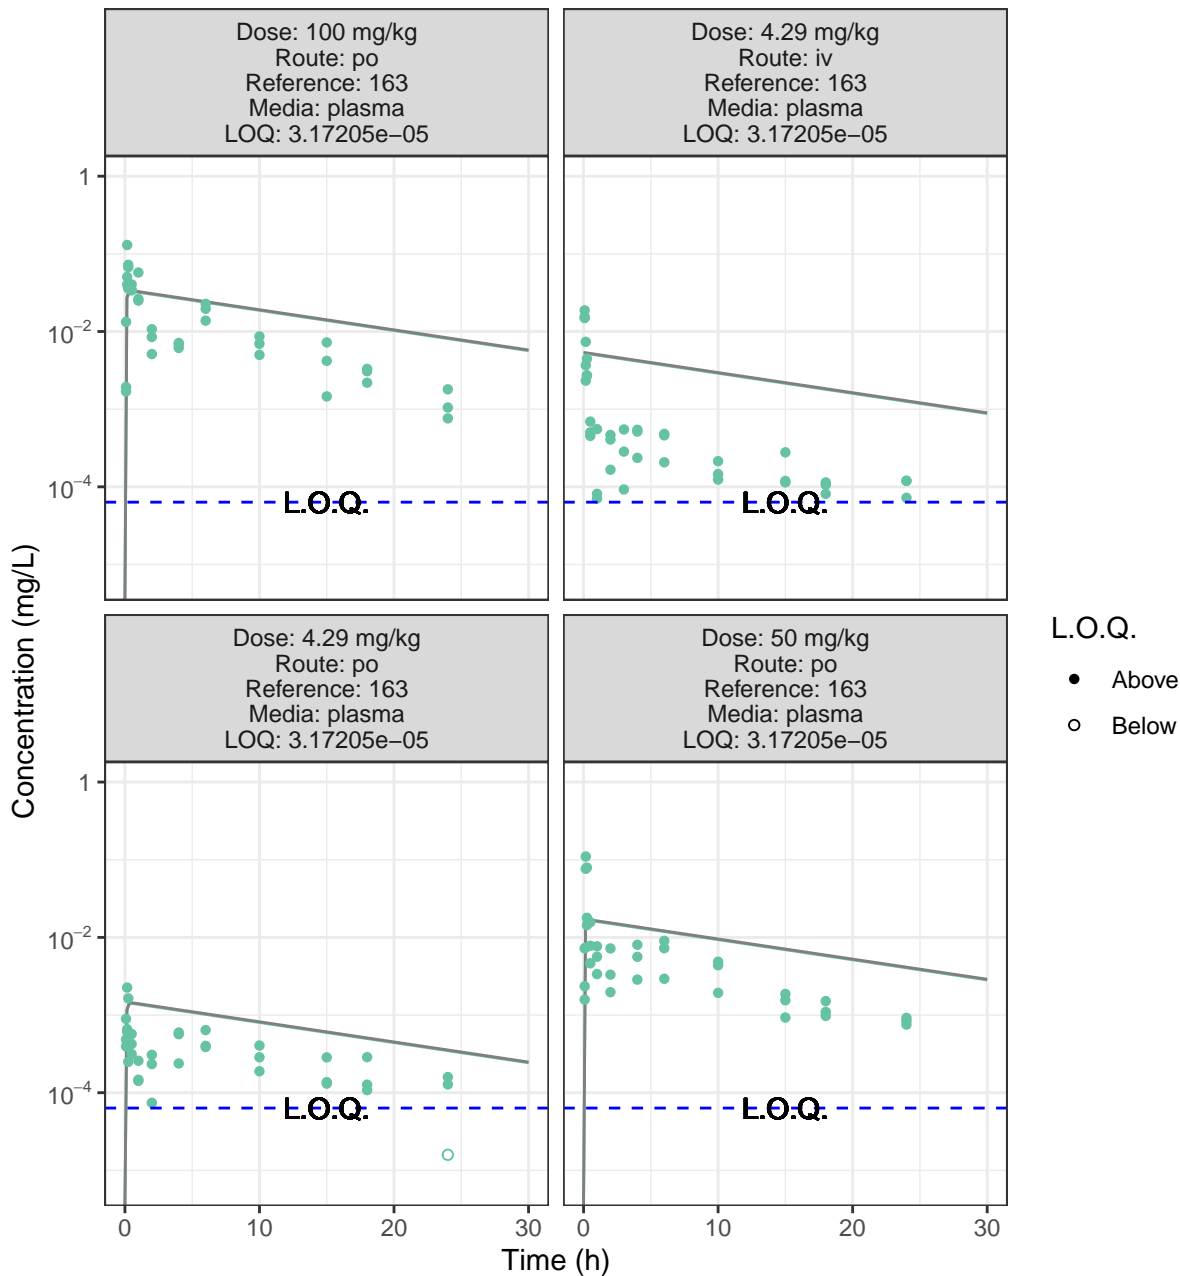 Dose: 100 mg/kg
Route: po
Reference: 163
Media: plasma
LOQ: 3.17205e−05
Dose: 4.29 mg/kg
Route: iv
Reference: 163
Media: plasma
LOQ: 3.17205e−05
1
10⁻²
10⁻⁴
L.O.Q.
L.O.Q.
Dose: 4.29 mg/kg
Route: po
Reference: 163
Media: plasma
LOQ: 3.17205e−05
Dose: 50 mg/kg
Route: po
Reference: 163
Media: plasma
LOQ: 3.17205e−05
1
10⁻²
10⁻⁴
L.O.Q.
L.O.Q.
0 10 20 30
0 10 20 30
Time (h)
Concentration (mg/L)
L.O.Q.
Above
Below